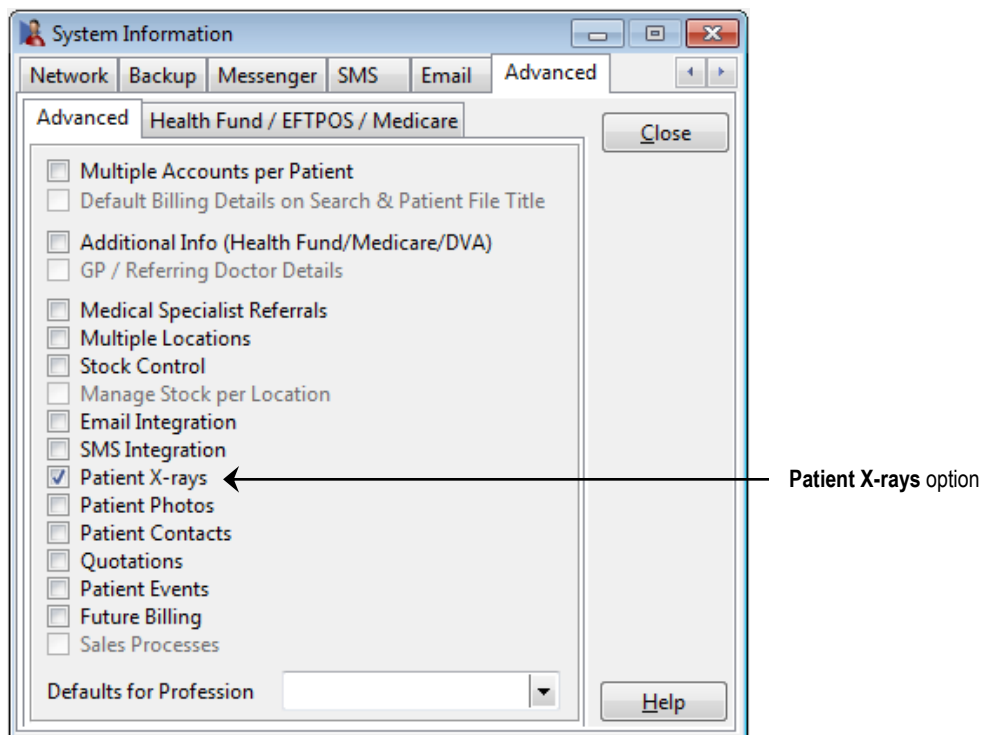 System Information
Network Backup Messenger SMS Email Advanced
Advanced Health Fund / EFTPOS / Medicare
Close
Multiple Accounts per Patient
Default Billing Details on Search & Patient File Title
Additional Info (Health Fund/Medicare/DVA)
GP / Referring Doctor Details
Medical Specialist Referrals
Multiple Locations
Stock Control
Manage Stock per Location
Email Integration
SMS Integration
Patient X-rays
Patient X-rays option
Patient Photos
Patient Contacts
Quotations
Patient Events
Future Billing
Sales Processes
Defaults for Profession
Help